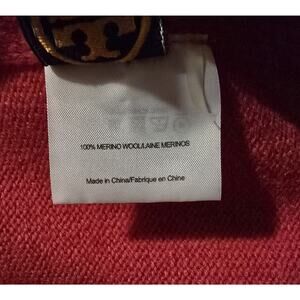 100% MERINO WOOL/LAINE MERINOS
Made in China/Fabrique en Chine